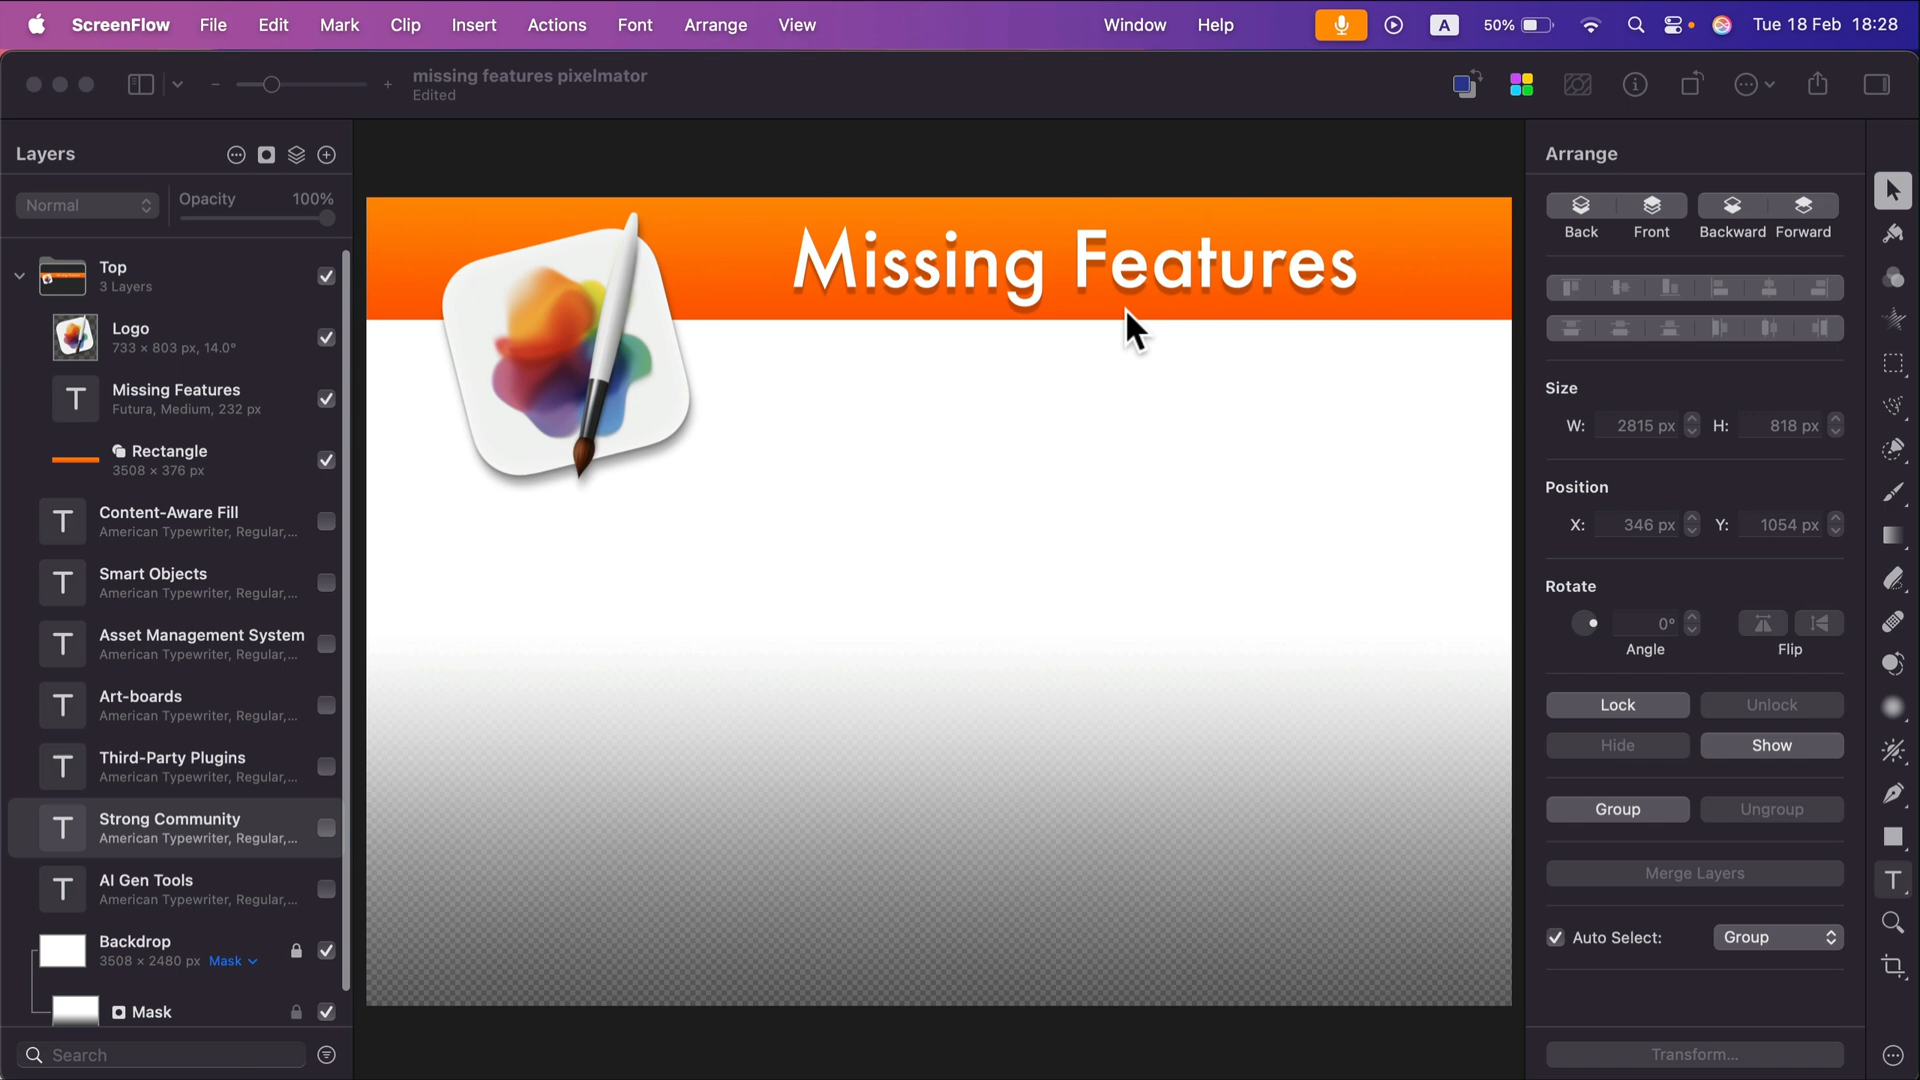 ScreenFlow File Edit Mark Clip Insert Actions Font Arrange View Window Help A 50% Tue 18 Feb 18:28
missing features pixelmator
Edited
Layers
Normal Opacity 100%
Top
3 Layers
Logo
733 × 803 px, 14.0°
T Missing Features
Futura, Medium, 232 px
Rectangle
3508 × 376 px
T Content-Aware Fill
American Typewriter, Regular,...
T Smart Objects
American Typewriter, Regular,...
T Asset Management System
American Typewriter, Regular,...
T Art-boards
American Typewriter, Regular,...
T Third-Party Plugins
American Typewriter, Regular,...
T Strong Community
American Typewriter, Regular,...
T AI Gen Tools
American Typewriter, Regular,...
Backdrop
3508 × 2480 px Mask
Mask
Search
Missing Features
Arrange
Back Front Backward Forward
Size
W: 2815 px H: 818 px
Position
X: 346 px Y: 1054 px
Rotate
0°
Angle Flip
Lock Unlock
Hide Show
Group Ungroup
Merge Layers
Auto Select: Group
Transform...
T